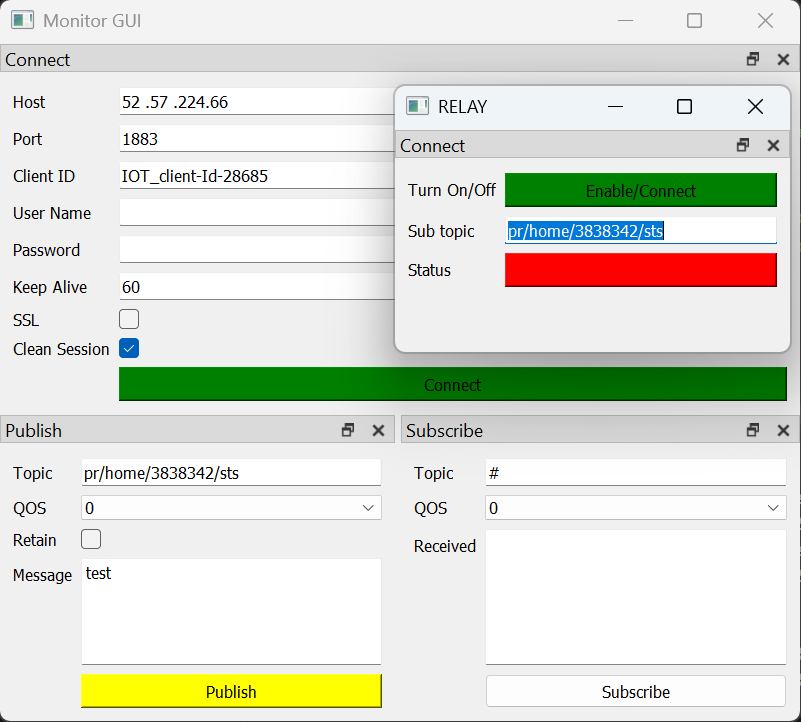 Monitor GUI
Connect
Host 52 .57 .224.66
Port 1883
Client ID IOT_client-Id-28685
User Name
Password
Keep Alive 60
SSL
Clean Session
Connect
RELAY
Connect
Turn On/Off Enable/Connect
Sub topic pr/home/3838342/sts
Status
Publish
Topic pr/home/3838342/sts
QOS 0
Retain
Message test
Publish
Subscribe
Topic #
QOS 0
Received
Subscribe